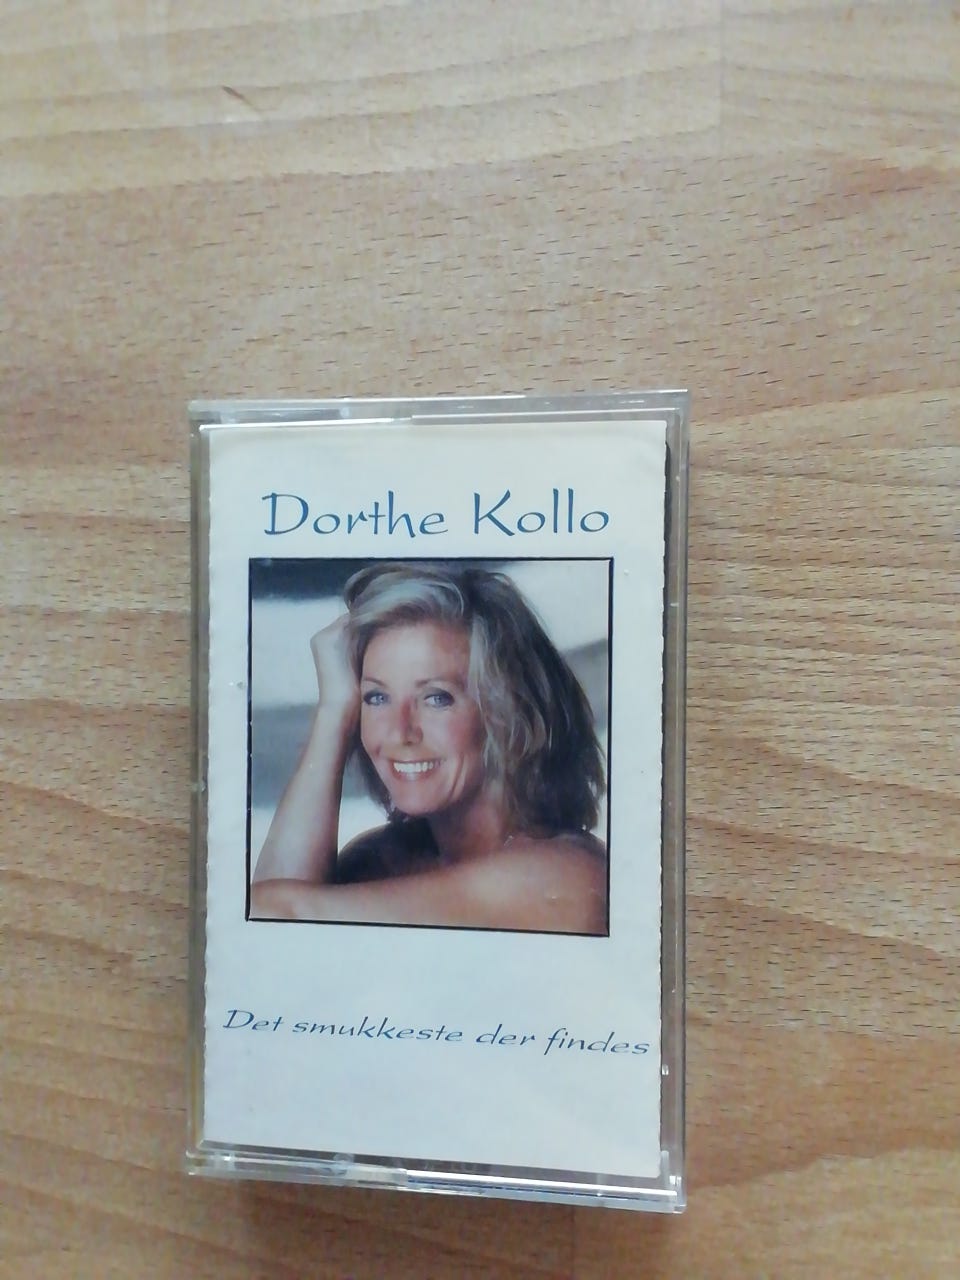 Dorthe Kollo
Det smukkeste der findes